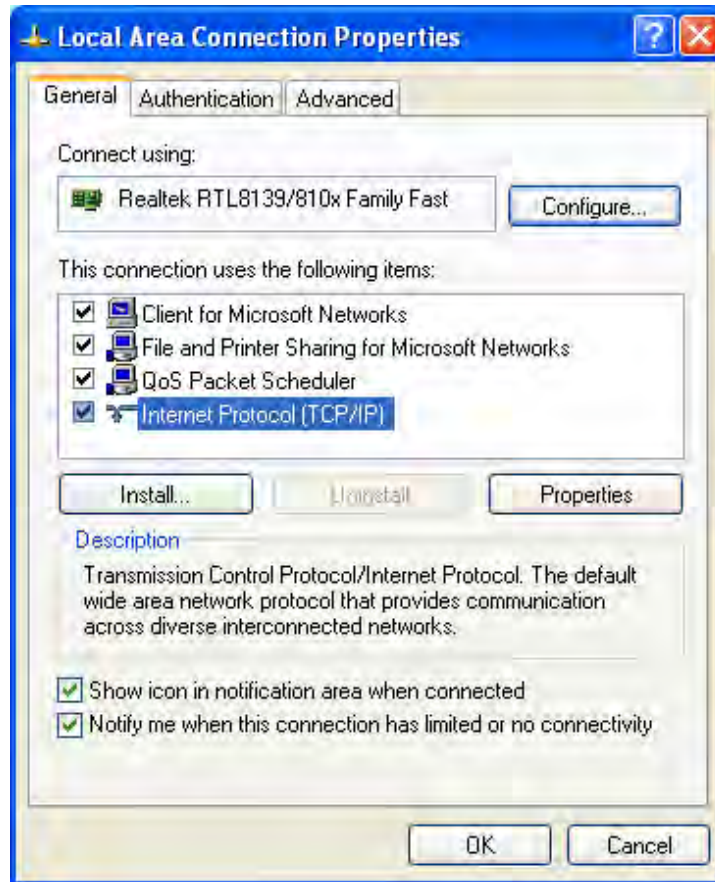 Local Area Connection Properties
General Authentication Advanced
Connect using:
Realtek RTL8139/810x Family Fast
Configure...
This connection uses the following items:
Client for Microsoft Networks
File and Printer Sharing for Microsoft Networks
QoS Packet Scheduler
Internet Protocol (TCP/IP)
Install... Uninstall Properties
Description
Transmission Control Protocol/Internet Protocol. The default
wide area network protocol that provides communication
across diverse interconnected networks.
Show icon in notification area when connected
Notify me when this connection has limited or no connectivity
OK Cancel